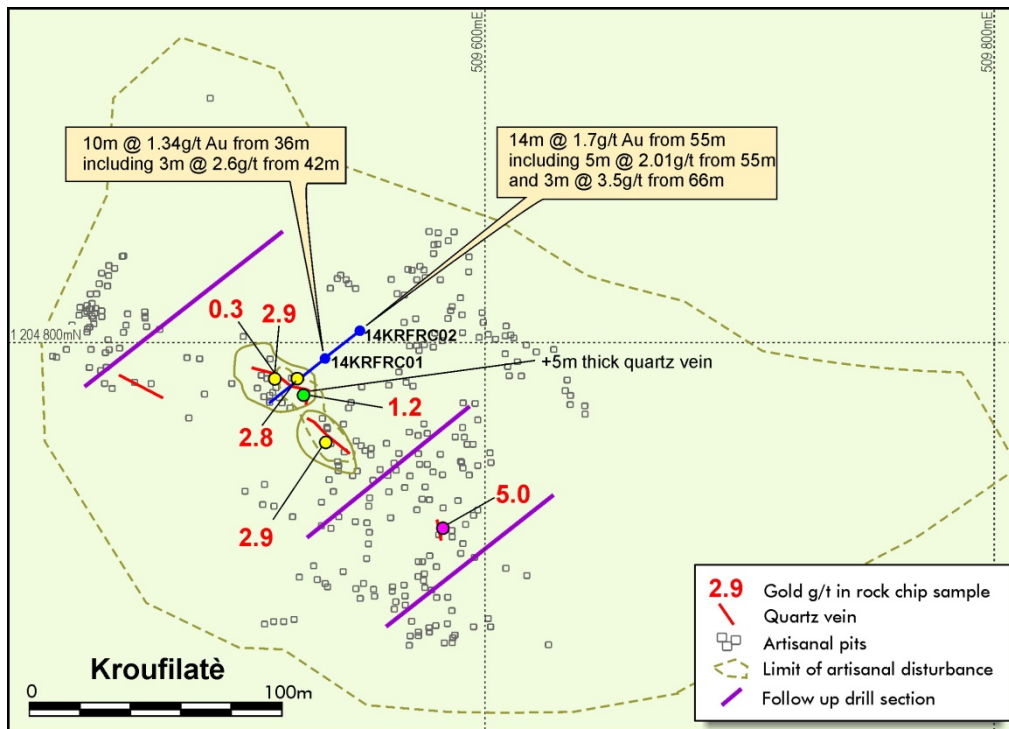 509 600mE
509 800mE
10m @ 1.34g/t Au from 36m
including 3m @ 2.6g/t from 42m
14m @ 1.7g/t Au from 55m
including 5m @ 2.01g/t from 55m
and 3m @ 3.5g/t from 66m
0.3
2.9
1 204 800mN
14KRFRC02
14KRFRC01
+5m thick quartz vein
1.2
2.8
2.9
5.0
Kroufilatè
0
100m
2.9
Gold g/t in rock chip sample
Quartz vein
Artisanal pits
Limit of artisanal disturbance
Follow up drill section